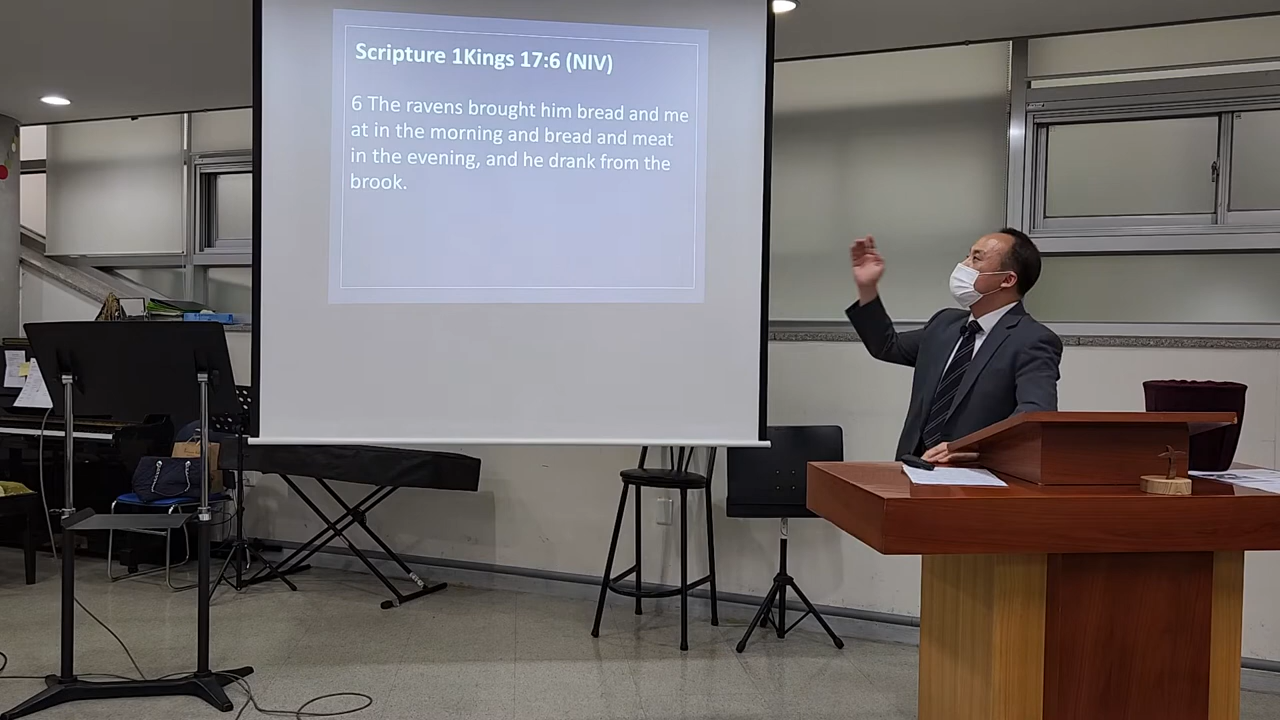 Scripture 1Kings 17:6 (NIV)
6 The ravens brought him bread and me
at in the morning and bread and meat
in the evening, and he drank from the
brook.